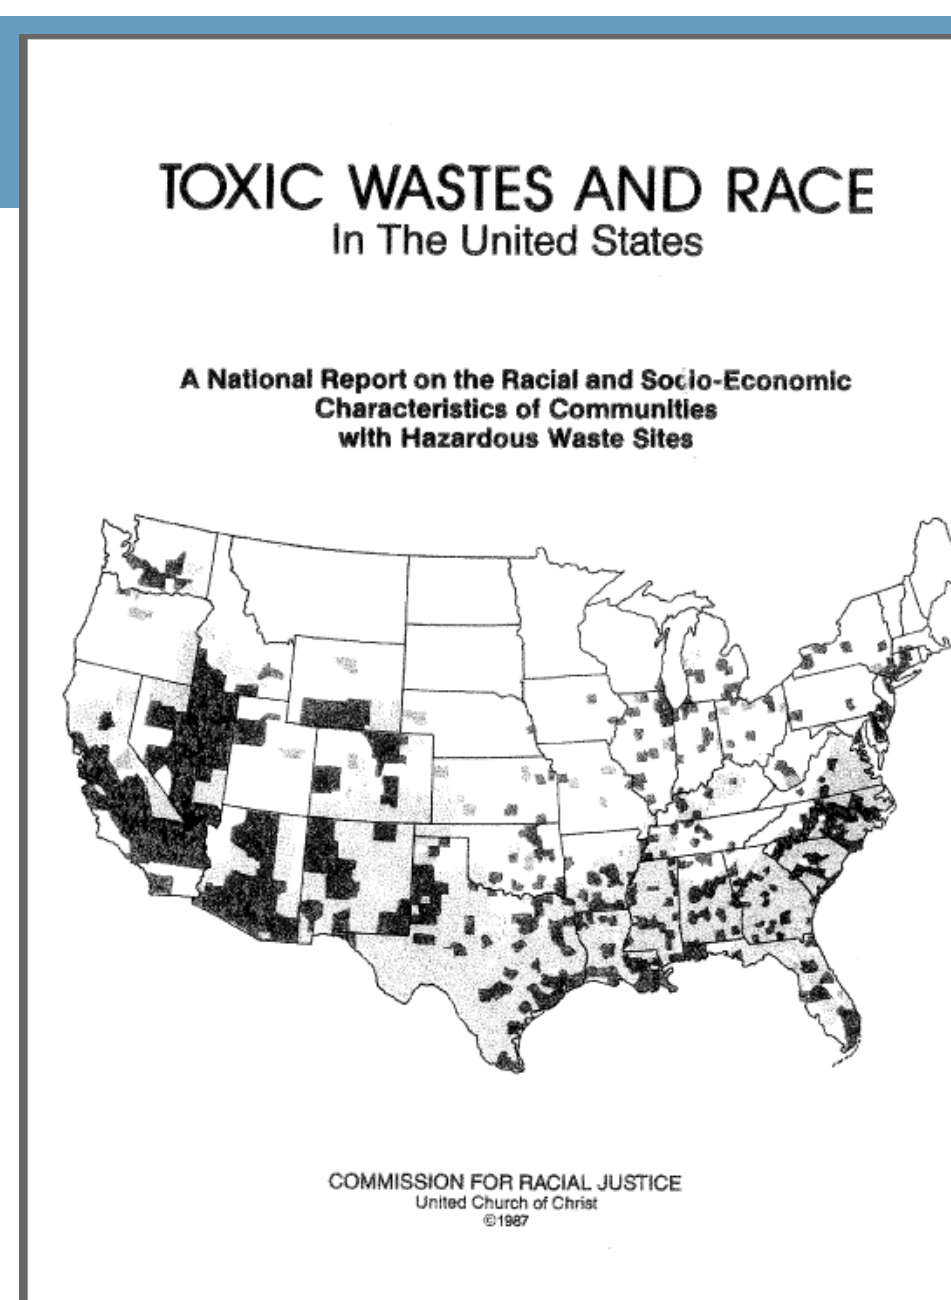 TOXIC WASTES AND RACE
In The United States
A National Report on the Racial and Socio-Economic
Characteristics of Communities
with Hazardous Waste Sites
COMMISSION FOR RACIAL JUSTICE
United Church of Christ
©1987